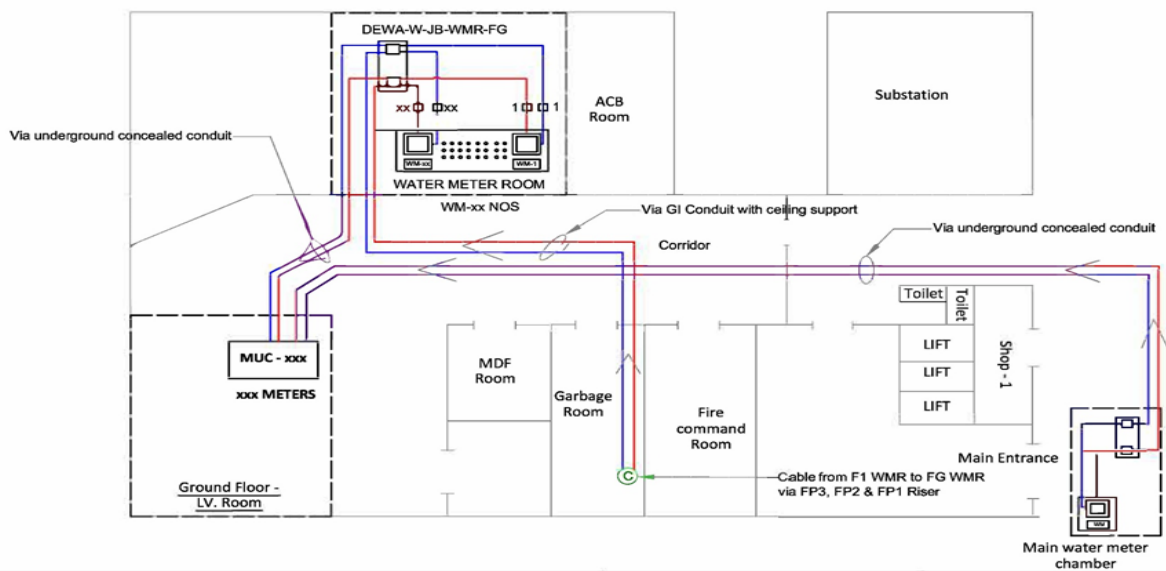 DEWA-W-JB-WMR-FG
Via underground concealed conduit
xx
xx
1
1
WM-xx
WM-1
WATER METER ROOM
WM-xx NOS
ACB
Room
Substation
Via GI Conduit with ceiling support
Corridor
Via underground concealed conduit
MUC - xxx
xxx METERS
Ground Floor -
LV. Room
MDF
Room
Garbage
Room
Fire
command
Room
C
Cable from F1 WMR to FG WMR
via FP3, FP2 & FP1 Riser
Toilet
Toilet
LIFT
LIFT
LIFT
Shop - 1
Main Entrance
WM
Main water meter
chamber